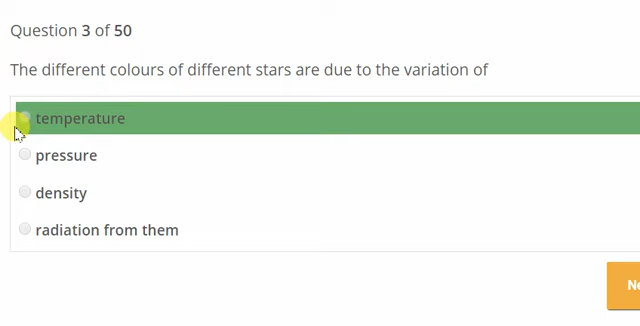 Question 3 of 50
The different colours of different stars are due to the variation of
temperature
pressure
density
radiation from them